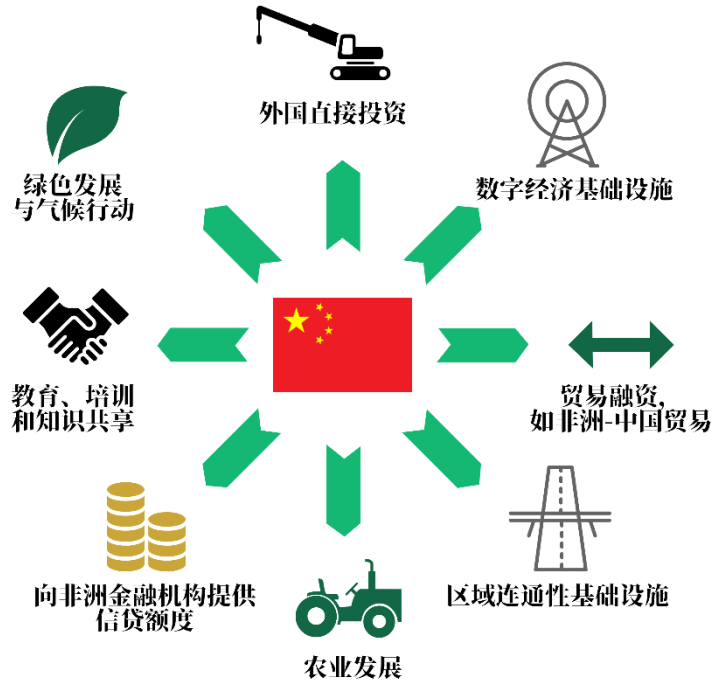 外国直接投资
数字经济基础设施
绿色发展
与气候行动
教育、培训
和知识共享
贸易融资,
如非洲-中国贸易
向非洲金融机构提供
信贷额度
区域连通性基础设施
农业发展